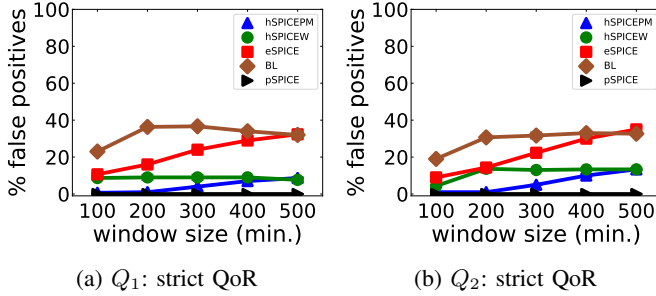 100
80
60
40
20
0
% false positives
hSPICEPM
hSPICEW
eSPICE
BL
pSPICE
100 200 300 400 500
window size (min.)
(a) Q1: strict QoR
100
80
60
40
20
0
% false positives
hSPICEPM
hSPICEW
eSPICE
BL
pSPICE
100 200 300 400 500
window size (min.)
(b) Q2: strict QoR